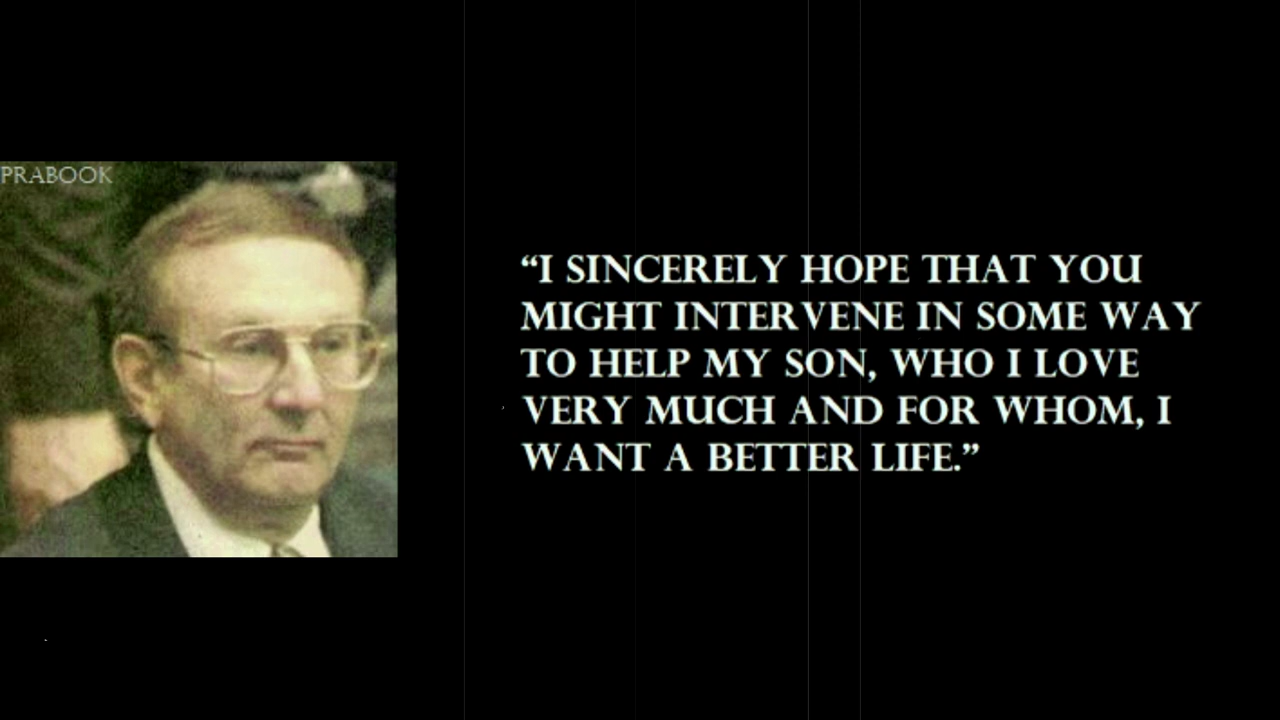 PRABOOK
“I SINCERELY HOPE THAT YOU
MIGHT INTERVENE IN SOME WAY
TO HELP MY SON, WHO I LOVE
VERY MUCH AND FOR WHOM, I
WANT A BETTER LIFE.”